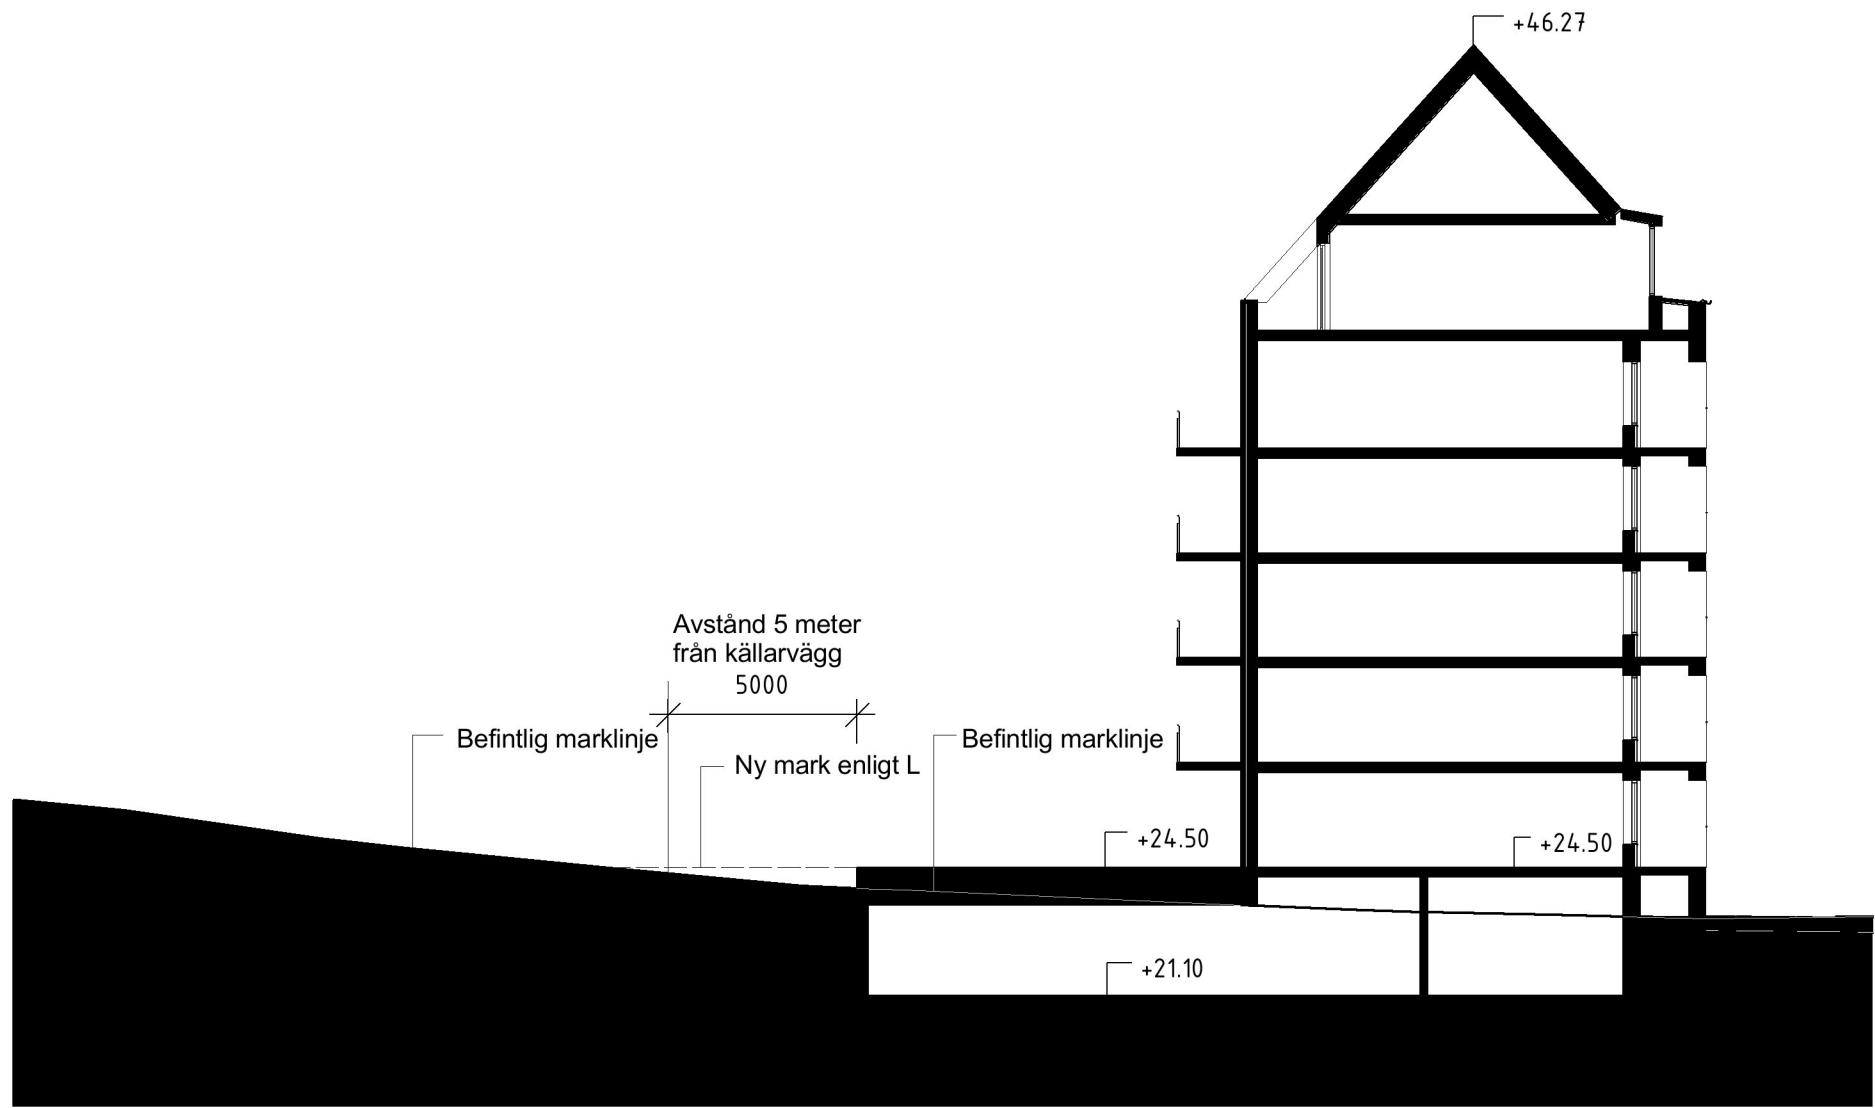 +46.27
Avstånd 5 meter
från källarvägg
5000
Befintlig marklinje
Befintlig marklinje
Ny mark enligt L
+24.50
+24.50
+21.10